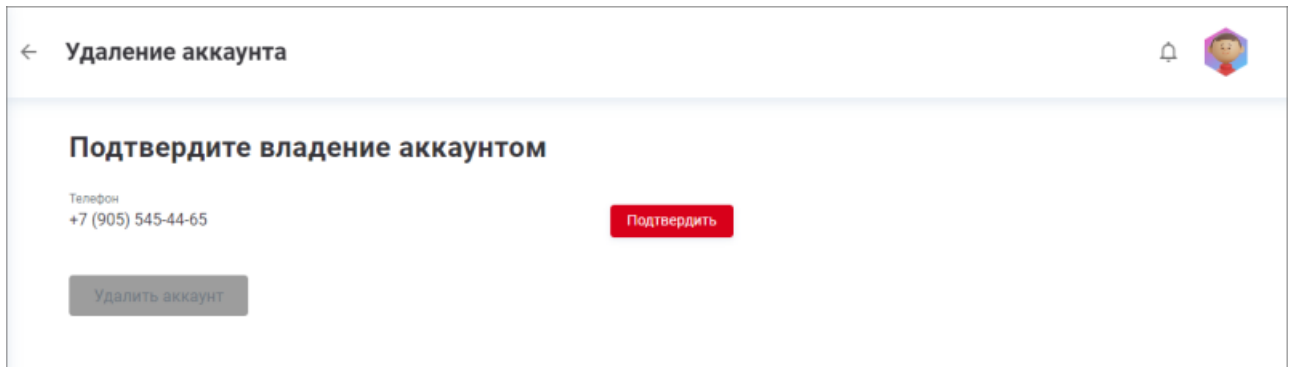 Удаление аккаунта
Подтвердите владение аккаунтом
Телефон
+7 (905) 545-44-65
Подтвердить
Удалить аккаунт